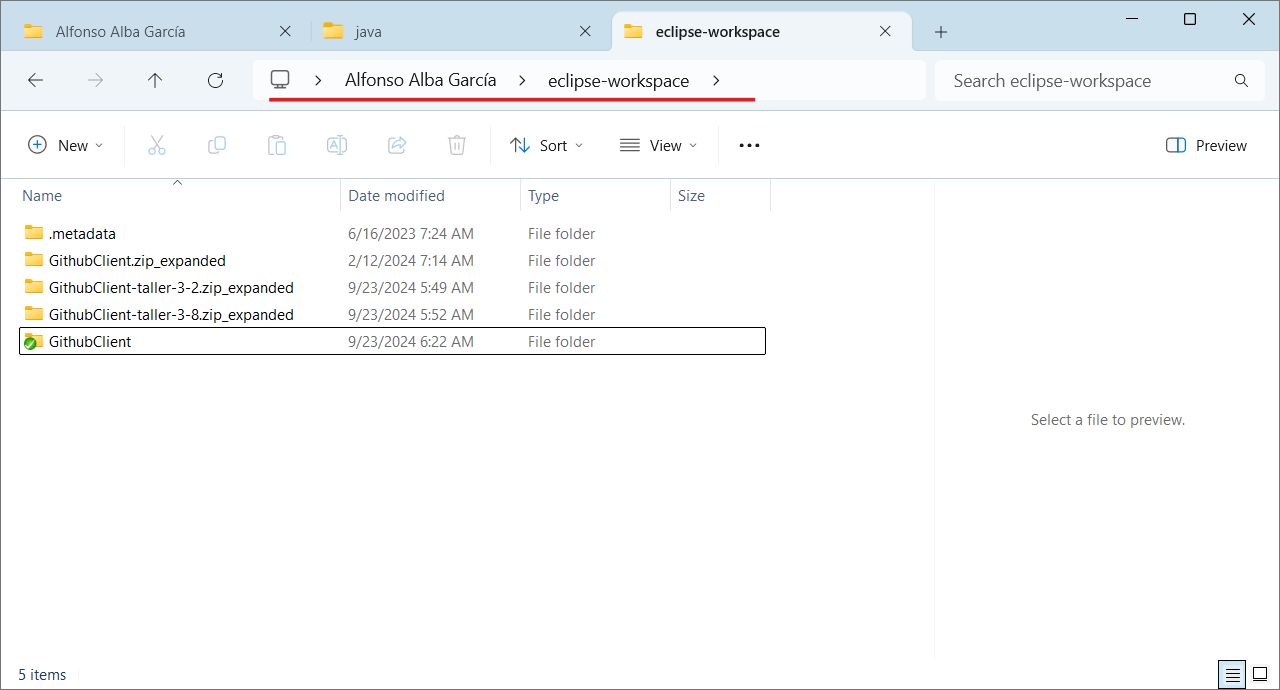 Alfonso Alba García java eclipse-workspace
Alfonso Alba García eclipse-workspace Search eclipse-workspace
New Sort View Preview
Name Date modified Type Size
.metadata 6/16/2023 7:24 AM File folder
GithubClient.zip_expanded 2/12/2024 7:14 AM File folder
GithubClient-taller-3-2.zip_expanded 9/23/2024 5:49 AM File folder
GithubClient-taller-3-8.zip_expanded 9/23/2024 5:52 AM File folder
GithubClient 9/23/2024 6:22 AM File folder
Select a file to preview.
5 items